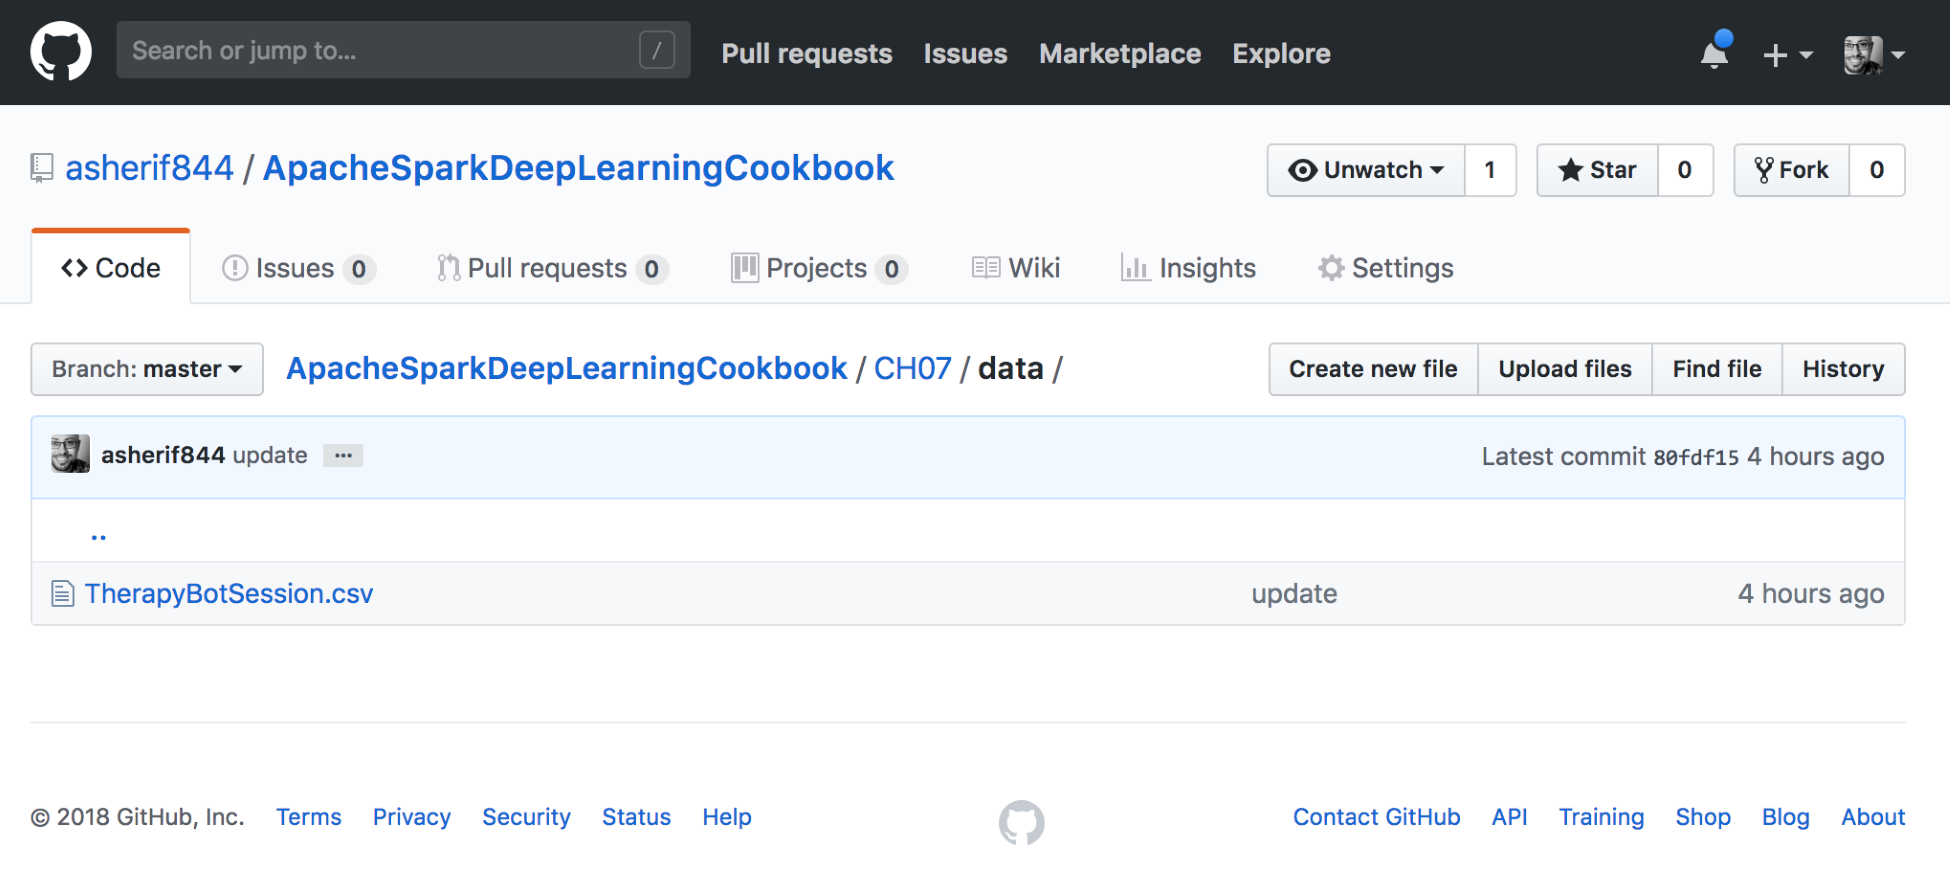 Search or jump to... / Pull requests Issues Marketplace Explore
asherif844 / ApacheSparkDeepLearningCookbook Unwatch 1 Star 0 Fork 0
Code Issues 0 Pull requests 0 Projects 0 Wiki Insights Settings
Branch: master ApacheSparkDeepLearningCookbook / CH07 / data / Create new file Upload files Find file History
asherif844 update ... Latest commit 80fdf15 4 hours ago
..
TherapyBotSession.csv update 4 hours ago
© 2018 GitHub, Inc. Terms Privacy Security Status Help Contact GitHub API Training Shop Blog About